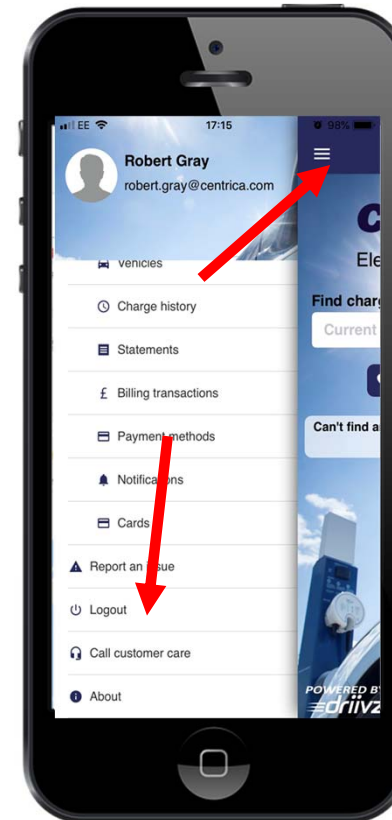 EE 17:15 98%
Robert Gray
robert.gray@centrica.com
Vehicles
Charge history
Statements
£ Billing transactions
Payment methods
Notifications
Cards
Report an issue
Logout
Call customer care
About
C
Ele
Find char
Current
Can't find a
POWERED BY
driivz